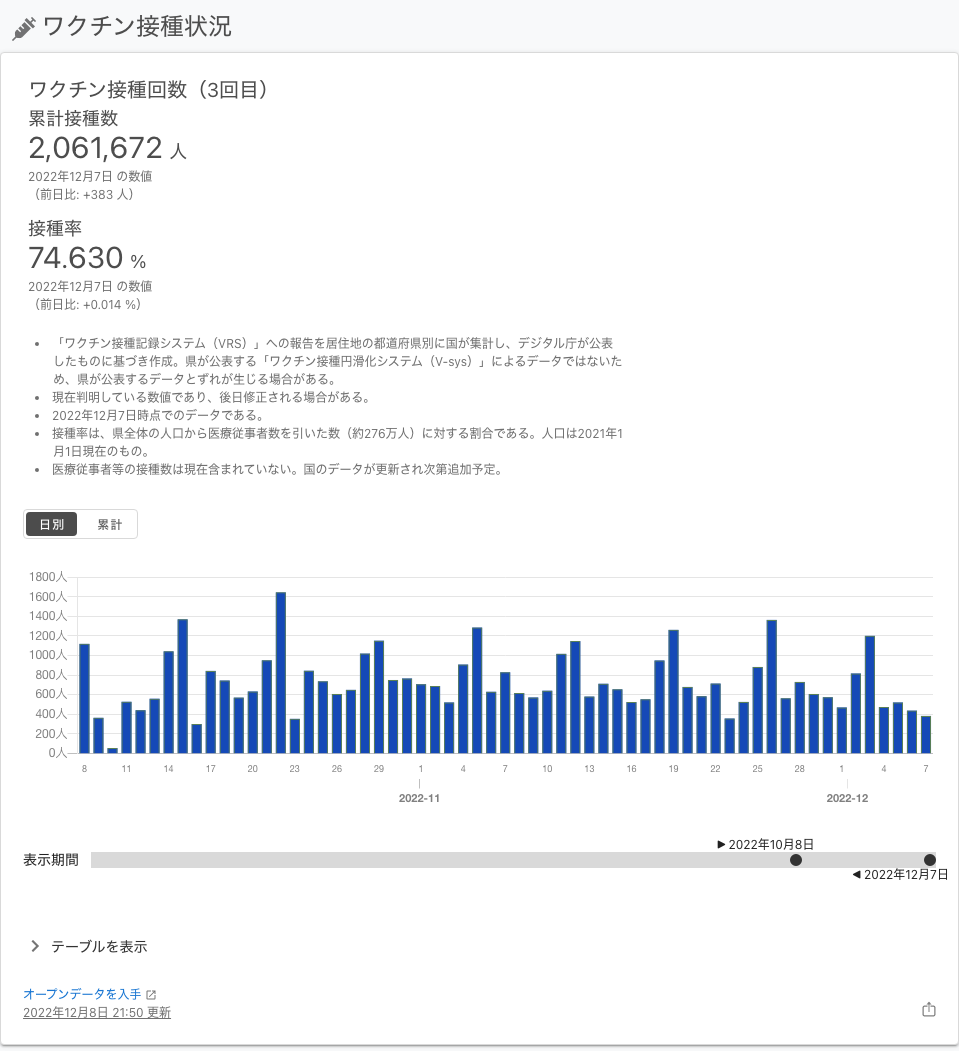 ワクチン接種状況
ワクチン接種回数（3回目）
累計接種数
2,061,672 人
2022年12月7日 の数値
（前日比: +383 人）
接種率
74.630 %
2022年12月7日 の数値
（前日比: +0.014 %）
• 「ワクチン接種記録システム（VRS）」への報告を居住地の都道府県別に国が集計し、デジタル庁が公表
したものに基づき作成。県が公表する「ワクチン接種円滑化システム（V-sys）」によるデータではないた
め、県が公表するデータとずれが生じる場合がある。
• 現在判明している数値であり、後日修正される場合がある。
• 2022年12月7日時点でのデータである。
• 接種率は、県全体の人口から医療従事者数を引いた数（約276万人）に対する割合である。人口は2021年1
月1日現在のもの。
• 医療従事者等の接種数は現在含まれていない。国のデータが更新され次第追加予定。
日別 累計
1800人
1600人
1400人
1200人
1000人
800人
600人
400人
200人
0人
8 11 14 17 20 23 26 29 1 4 7 10 13 16 19 22 25 28 1 4 7
2022-11 2022-12
▶ 2022年10月8日
表示期間
◀ 2022年12月7日
テーブルを表示
オープンデータを入手
2022年12月8日 21:50 更新